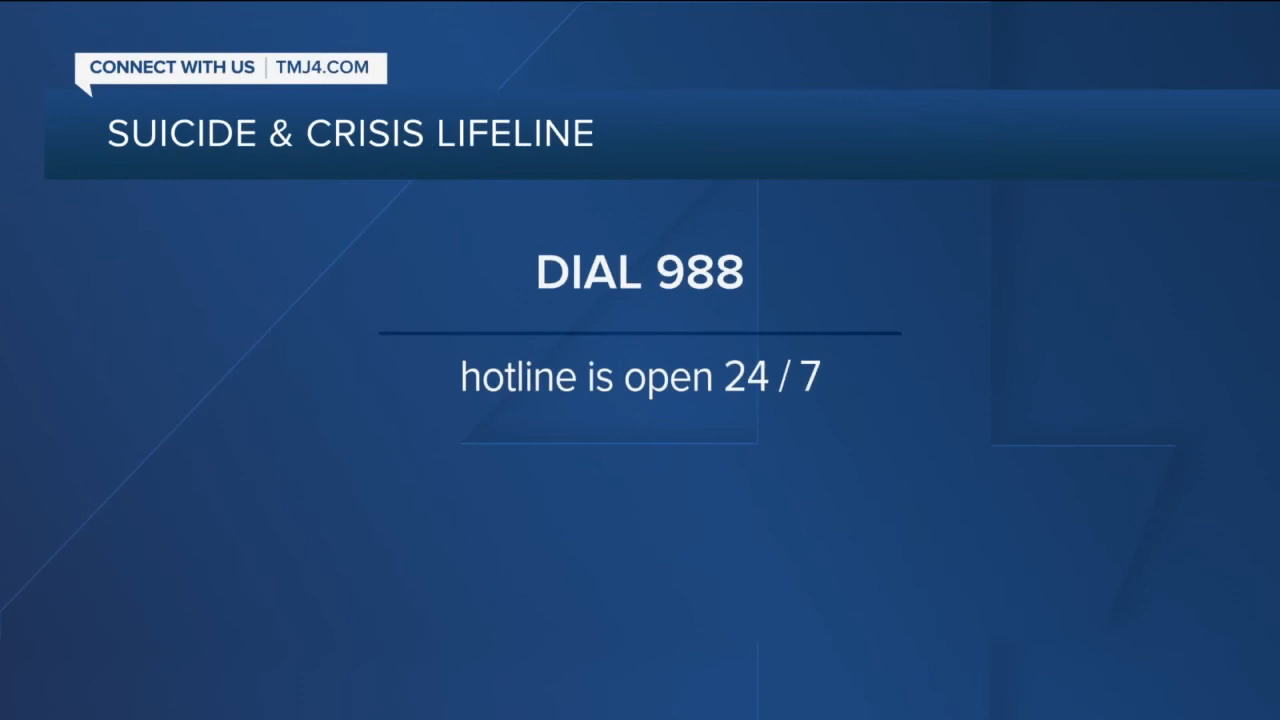 CONNECT WITH US | TMJ4.COM
SUICIDE & CRISIS LIFELINE
DIAL 988
hotline is open 24 / 7